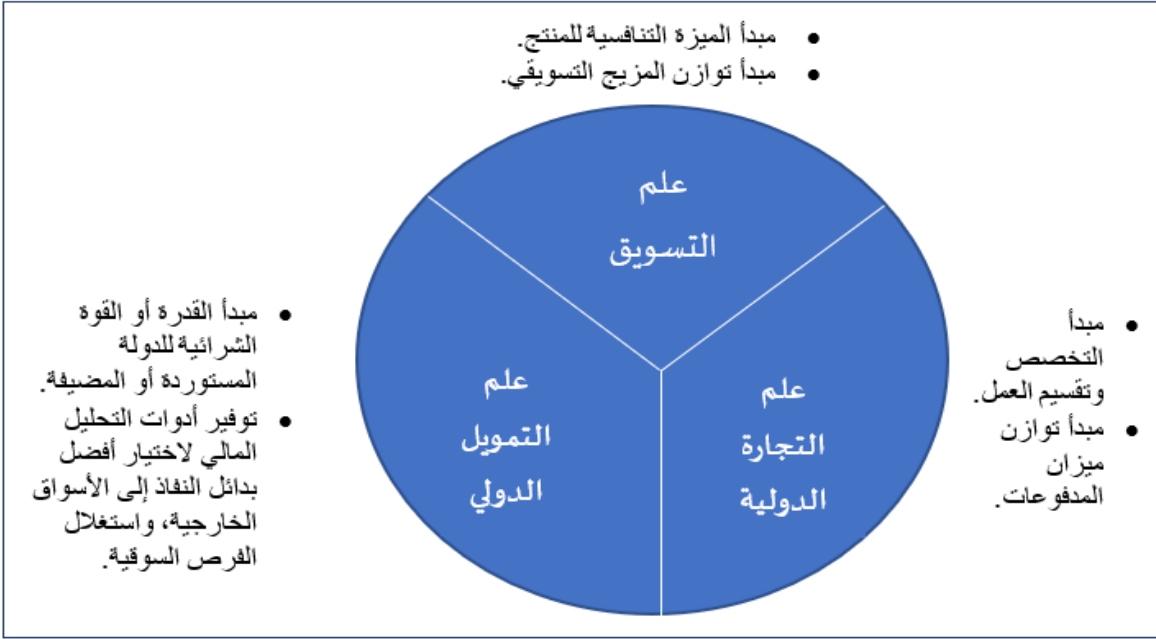 مبدأ الميزة التنافسية للمنتج.
مبدأ توازن المزيج التسويقي.
علم
التسويق
مبدأ
التخصص
وتقسيم العمل.
مبدأ توازن
ميزان
المدفوعات.
علم
التجارة
الدولية
علم
التمويل
الدولي
مبدأ القدرة أو القوة
الشرائية للدولة
المستوردة أو المضيفة.
توفير أدوات التحليل
المالي لاختيار أفضل
بدائل النفاذ إلى الأسواق
الخارجية، واستغلال
الفرص السوقية.